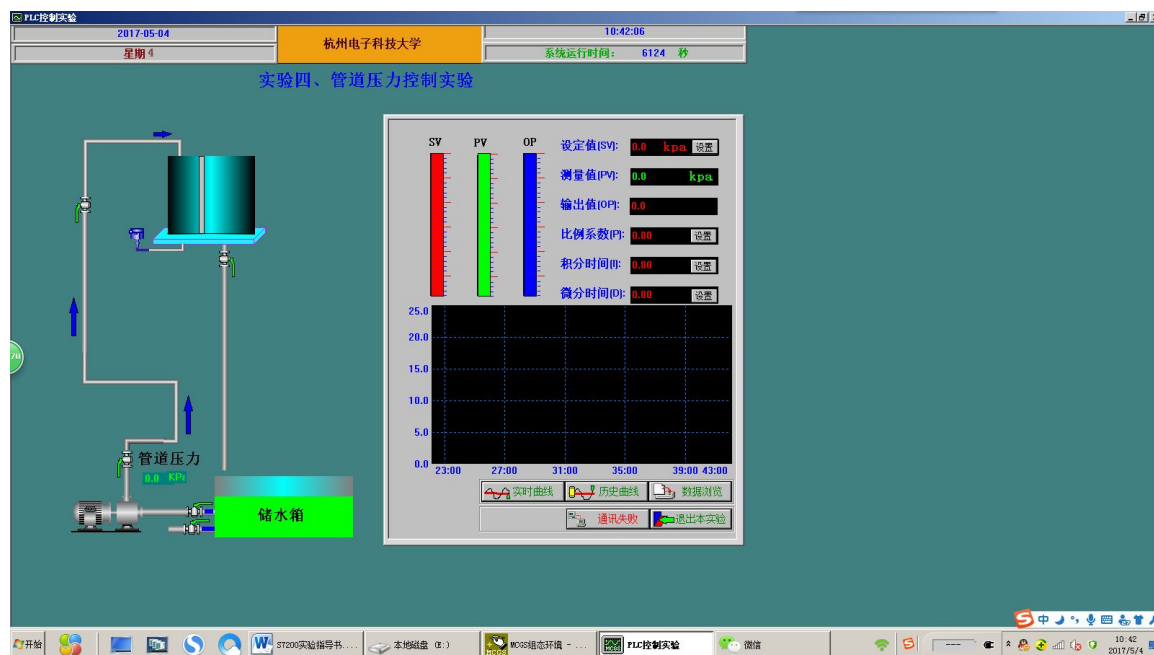 PLC控制实验
2017-05-04
星期 4
杭州电子科技大学
10:42:06
系统运行时间： 6124 秒
实验四、管道压力控制实验
SV PV OP
设定值(SV): 0.0 kpa 设置
测量值(PV): 0.0 kpa
输出值(OP): 0.0
比例系数(P): 0.00 设置
积分时间(I): 0.00 设置
微分时间(D): 0.00 设置
25.0
20.0
15.0
10.0
5.0
0.0
23:00 27:00 31:00 35:00 39:00 43:00
70
管道压力
0.0 KPa
储水箱
实时曲线 历史曲线 数据浏览
通讯失败 退出本实验
中
开始
S7200实验指导书....
本地磁盘 (E:)
MCGS组态环境 - ...
PLC控制实验
微信
10:42
2017/5/4